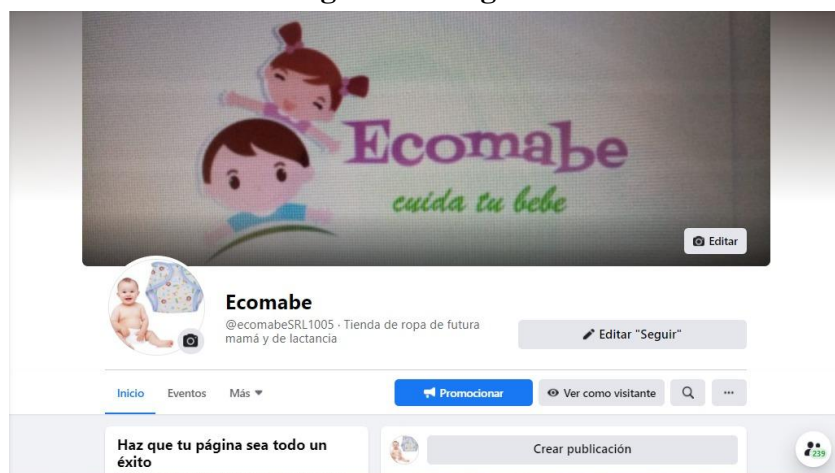 Ecomabe
cuida tu bebe
Editar
Ecomabe
@ecomabeSRL1005 · Tienda de ropa de futura
mamá y de lactancia
Editar "Seguir"
Inicio Eventos Más
Promocionar
Ver como visitante
Haz que tu página sea todo un
éxito
Crear publicación
239